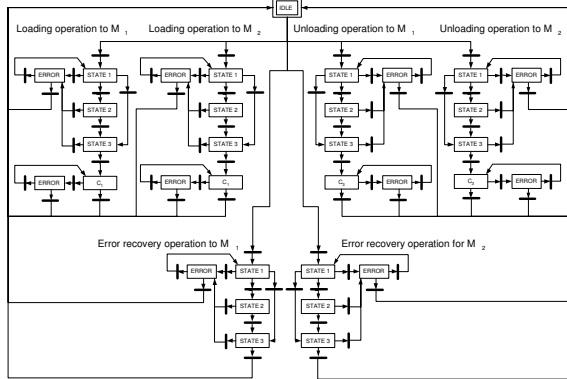 IDLE
Loading operation to M 1
Loading operation to M 2
Unloading operation to M 1
Unloading operation to M 2
ERROR STATE 1 ERROR STATE 1 STATE 1 ERROR STATE 1 ERROR
STATE 2 STATE 2 STATE 2 STATE 2
STATE 3 STATE 3 STATE 3 STATE 3
ERROR C1 ERROR C1 C2 ERROR C2 ERROR
Error recovery operation to M 1
Error recovery operation for M 2
ERROR STATE 1 STATE 1 ERROR
STATE 2 STATE 2
STATE 3 STATE 3